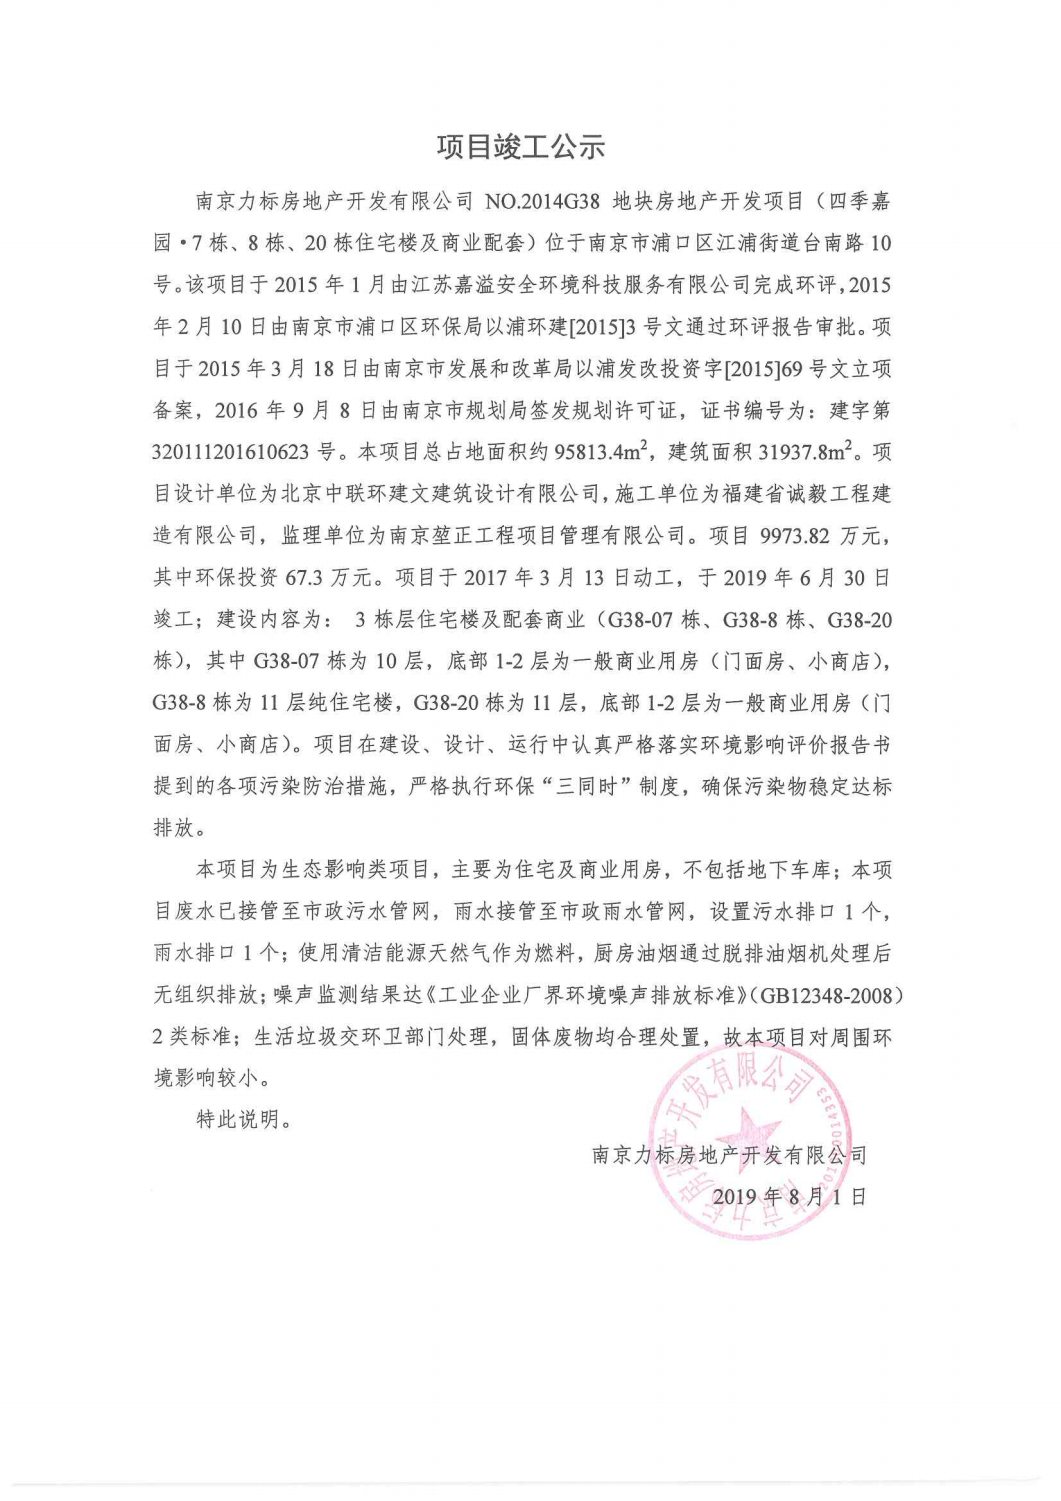 项目竣工公示
南京力标房地产开发有限公司 NO.2014G38 地块房地产开发项目（四季嘉
园·7 栋、8 栋、20 栋住宅楼及商业配套）位于南京市浦口区江浦街道台南路 10
号。该项目于 2015 年 1 月由江苏嘉溢安全环境科技服务有限公司完成环评，2015
年 2 月 10 日由南京市浦口区环保局以浦环建[2015]3 号文通过环评报告审批。项
目于 2015 年 3 月 18 日由南京市发展和改革局以浦发改投资字[2015]69 号文立项
备案，2016 年 9 月 8 日由南京市规划局签发规划许可证，证书编号为：建字第
320111201610623 号。本项目总占地面积约 95813.4m²，建筑面积 31937.8m²。项
目设计单位为北京中联环建文建筑设计有限公司，施工单位为福建省诚毅工程建
造有限公司，监理单位为南京堃正工程项目管理有限公司。项目 9973.82 万元，
其中环保投资 67.3 万元。项目于 2017 年 3 月 13 日动工，于 2019 年 6 月 30 日
竣工；建设内容为： 3 栋层住宅楼及配套商业（G38-07 栋、G38-8 栋、G38-20
栋），其中 G38-07 栋为 10 层，底部 1-2 层为一般商业用房（门面房、小商店），
G38-8 栋为 11 层纯住宅楼，G38-20 栋为 11 层，底部 1-2 层为一般商业用房（门
面房、小商店）。项目在建设、设计、运行中认真严格落实环境影响评价报告书
提到的各项污染防治措施，严格执行环保“三同时”制度，确保污染物稳定达标
排放。
本项目为生态影响类项目，主要为住宅及商业用房，不包括地下车库；本项
目废水已接管至市政污水管网，雨水接管至市政雨水管网，设置污水排口 1 个，
雨水排口 1 个；使用清洁能源天然气作为燃料，厨房油烟通过脱排油烟机处理后
无组织排放；噪声监测结果达《工业企业厂界环境噪声排放标准》（GB12348-2008）
2 类标准；生活垃圾交环卫部门处理，固体废物均合理处置，故本项目对周围环
境影响较小。
特此说明。
南京力标房地产开发有限公司
2019 年 8 月 1 日
南京力标房地产开发有限公司